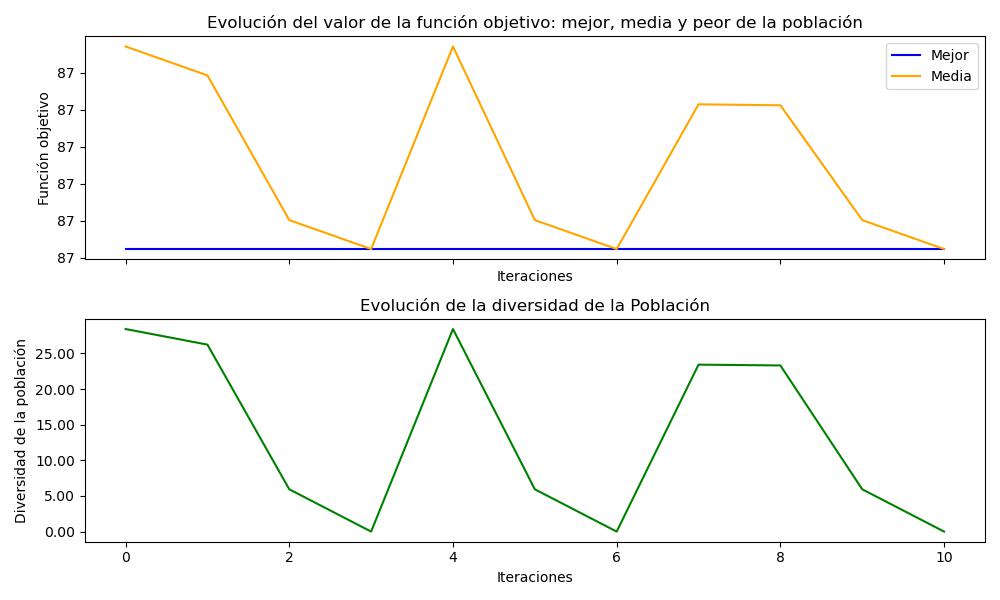 Evolución del valor de la función objetivo: mejor, media y peor de la población
Mejor
Media
87
87
87
87
87
87
Función objetivo
Iteraciones
Evolución de la diversidad de la Población
25.00
20.00
15.00
10.00
5.00
0.00
Diversidad de la población
0 2 4 6 8 10
Iteraciones